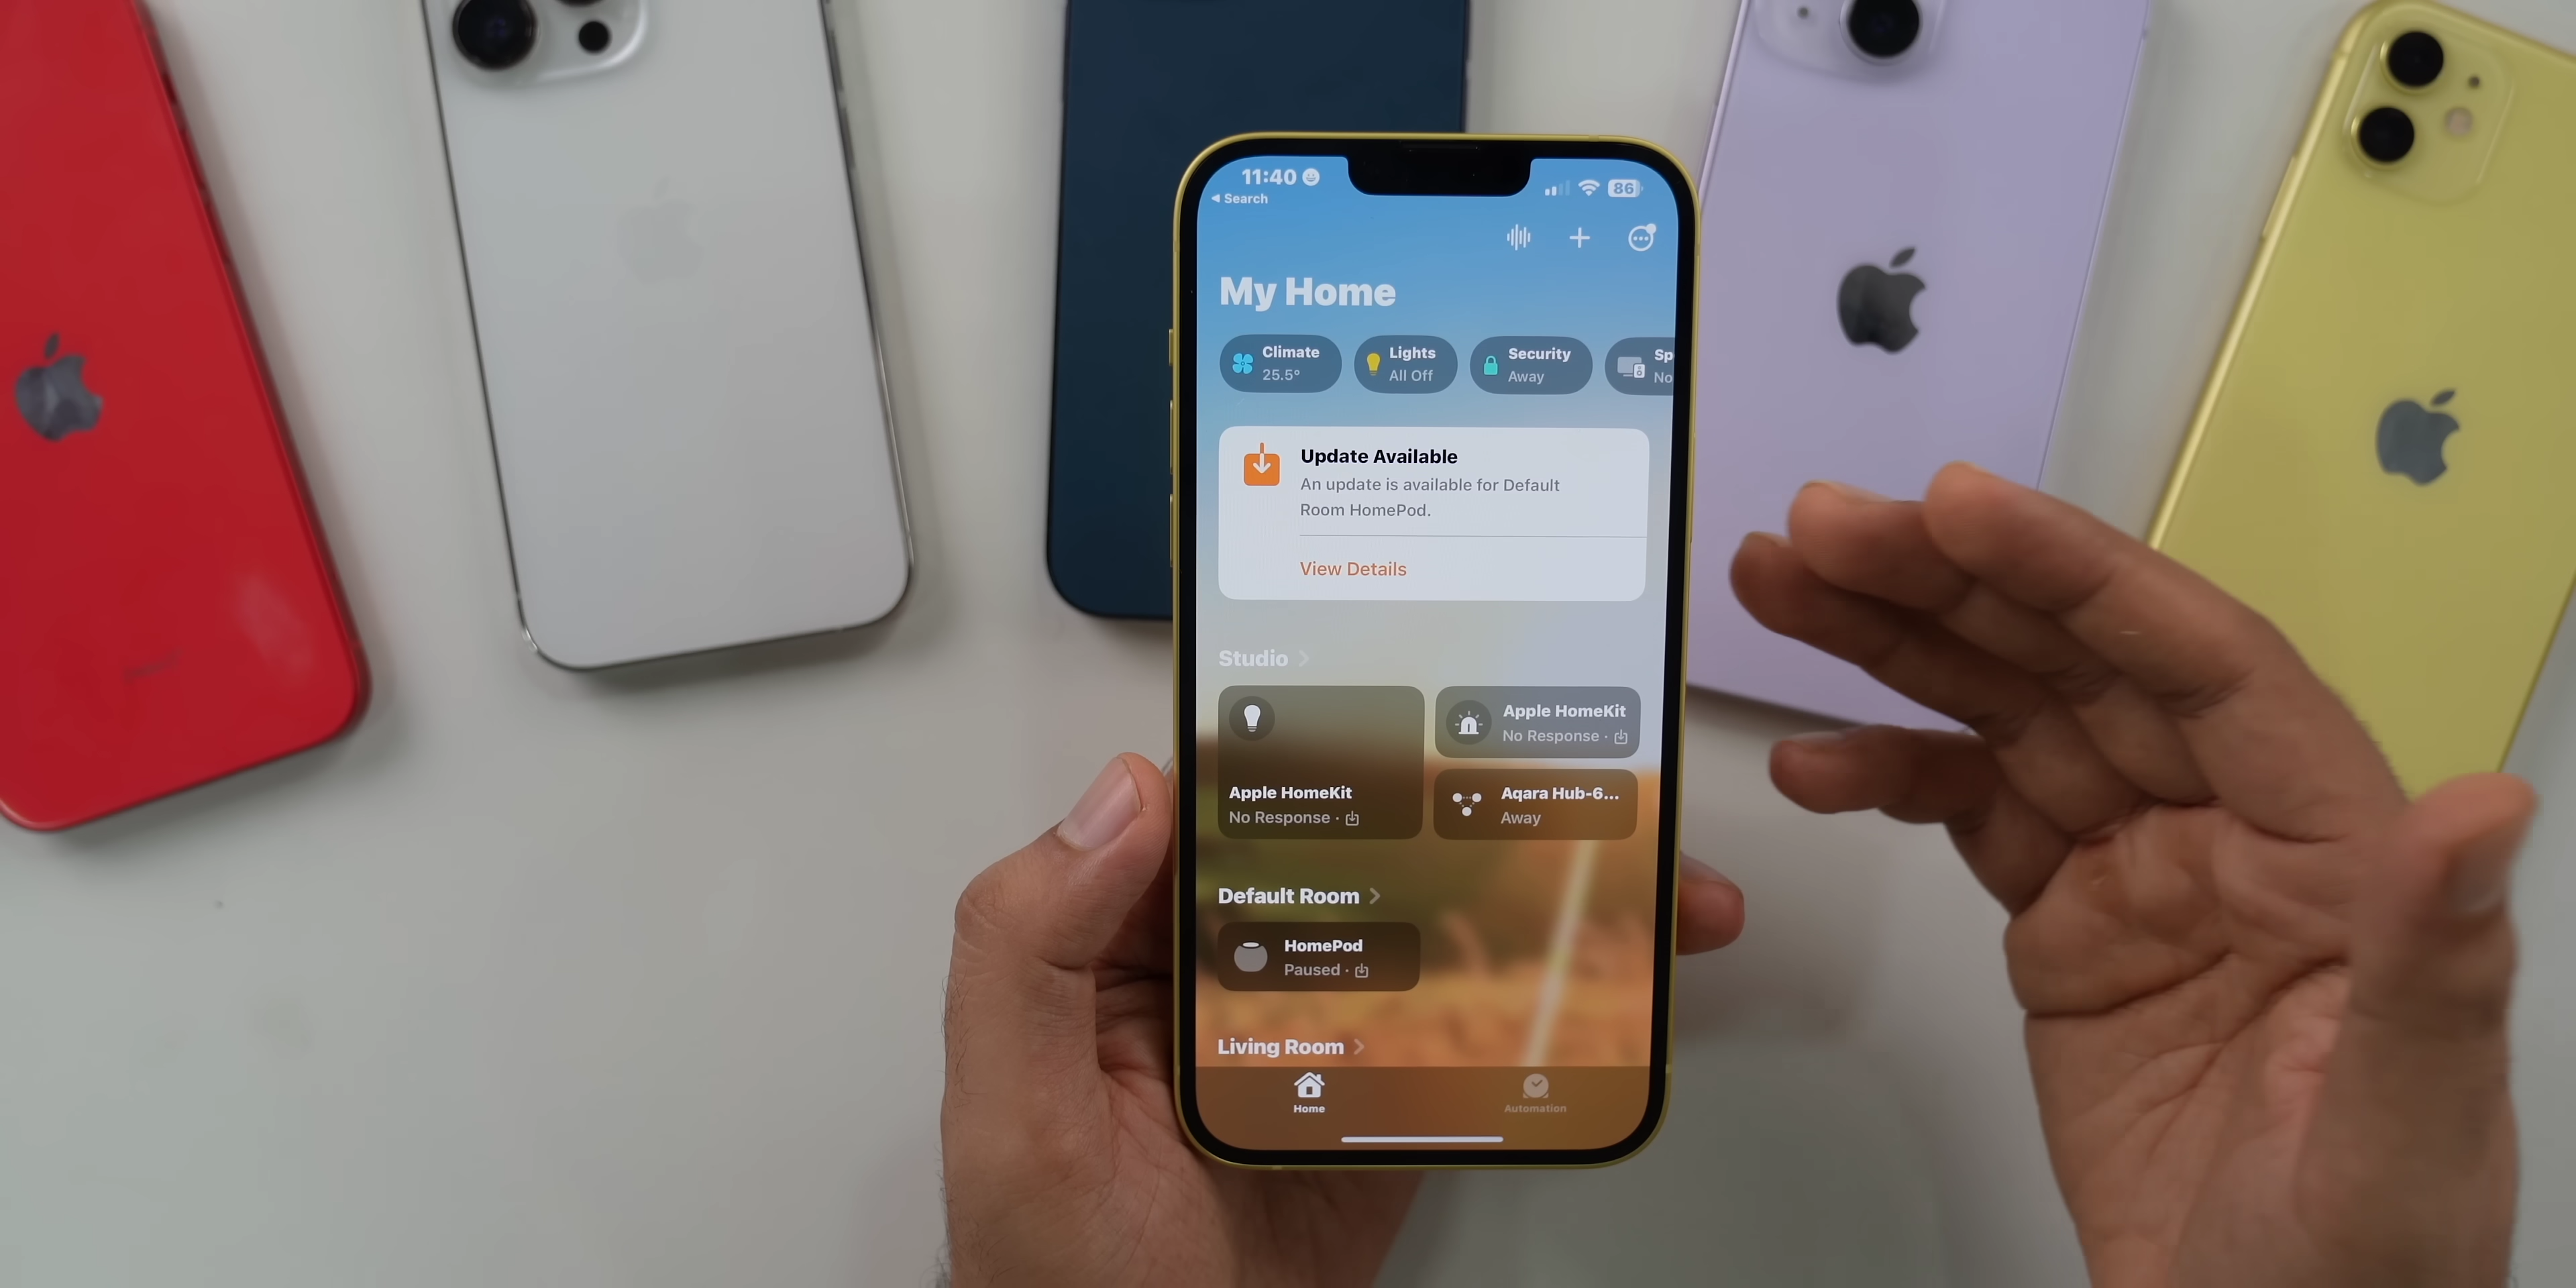 11:40
86
Search
My Home
Climate
25.5°
Lights
All Off
Security
Away
Sp
No
Update Available
An update is available for Default
Room HomePod.
View Details
Studio
Apple HomeKit
No Response ·
Apple HomeKit
No Response ·
Aqara Hub-6...
Away
Default Room
HomePod
Paused ·
Living Room
Home
Automation